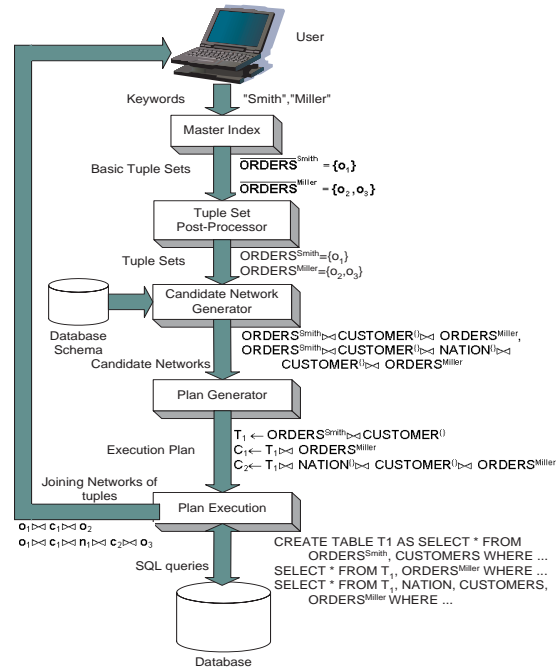 User
Keywords "Smith","Miller"
Master Index
Basic Tuple Sets
ORDERS^Smith = {o₁}
ORDERS^Miller = {o₂,o₃}
Tuple Set
Post-Processor
Tuple Sets
ORDERS^Smith={o₁}
ORDERS^Miller={o₂,o₃}
Candidate Network
Generator
Database
Schema
Candidate Networks
ORDERS^Smith⋈CUSTOMER^{}⋈ ORDERS^Miller,
ORDERS^Smith⋈CUSTOMER^{}⋈ NATION^{}⋈
CUSTOMER^{}⋈ ORDERS^Miller
Plan Generator
Execution Plan
T₁ ← ORDERS^Smith⋈CUSTOMER^{}
C₁← T₁⋈ ORDERS^Miller
C₂← T₁⋈ NATION^{}⋈ CUSTOMER^{}⋈ ORDERS^Miller
Joining Networks of
tuples
Plan Execution
o₁⋈ c₁⋈ o₂
o₁⋈ c₁⋈ n₁⋈ c₂⋈ o₃
SQL queries
CREATE TABLE T1 AS SELECT * FROM
ORDERS^Smith, CUSTOMERS WHERE ...
SELECT * FROM T₁, ORDERS^Miller WHERE ...
SELECT * FROM T₁, NATION, CUSTOMERS,
ORDERS^Miller WHERE ...
Database